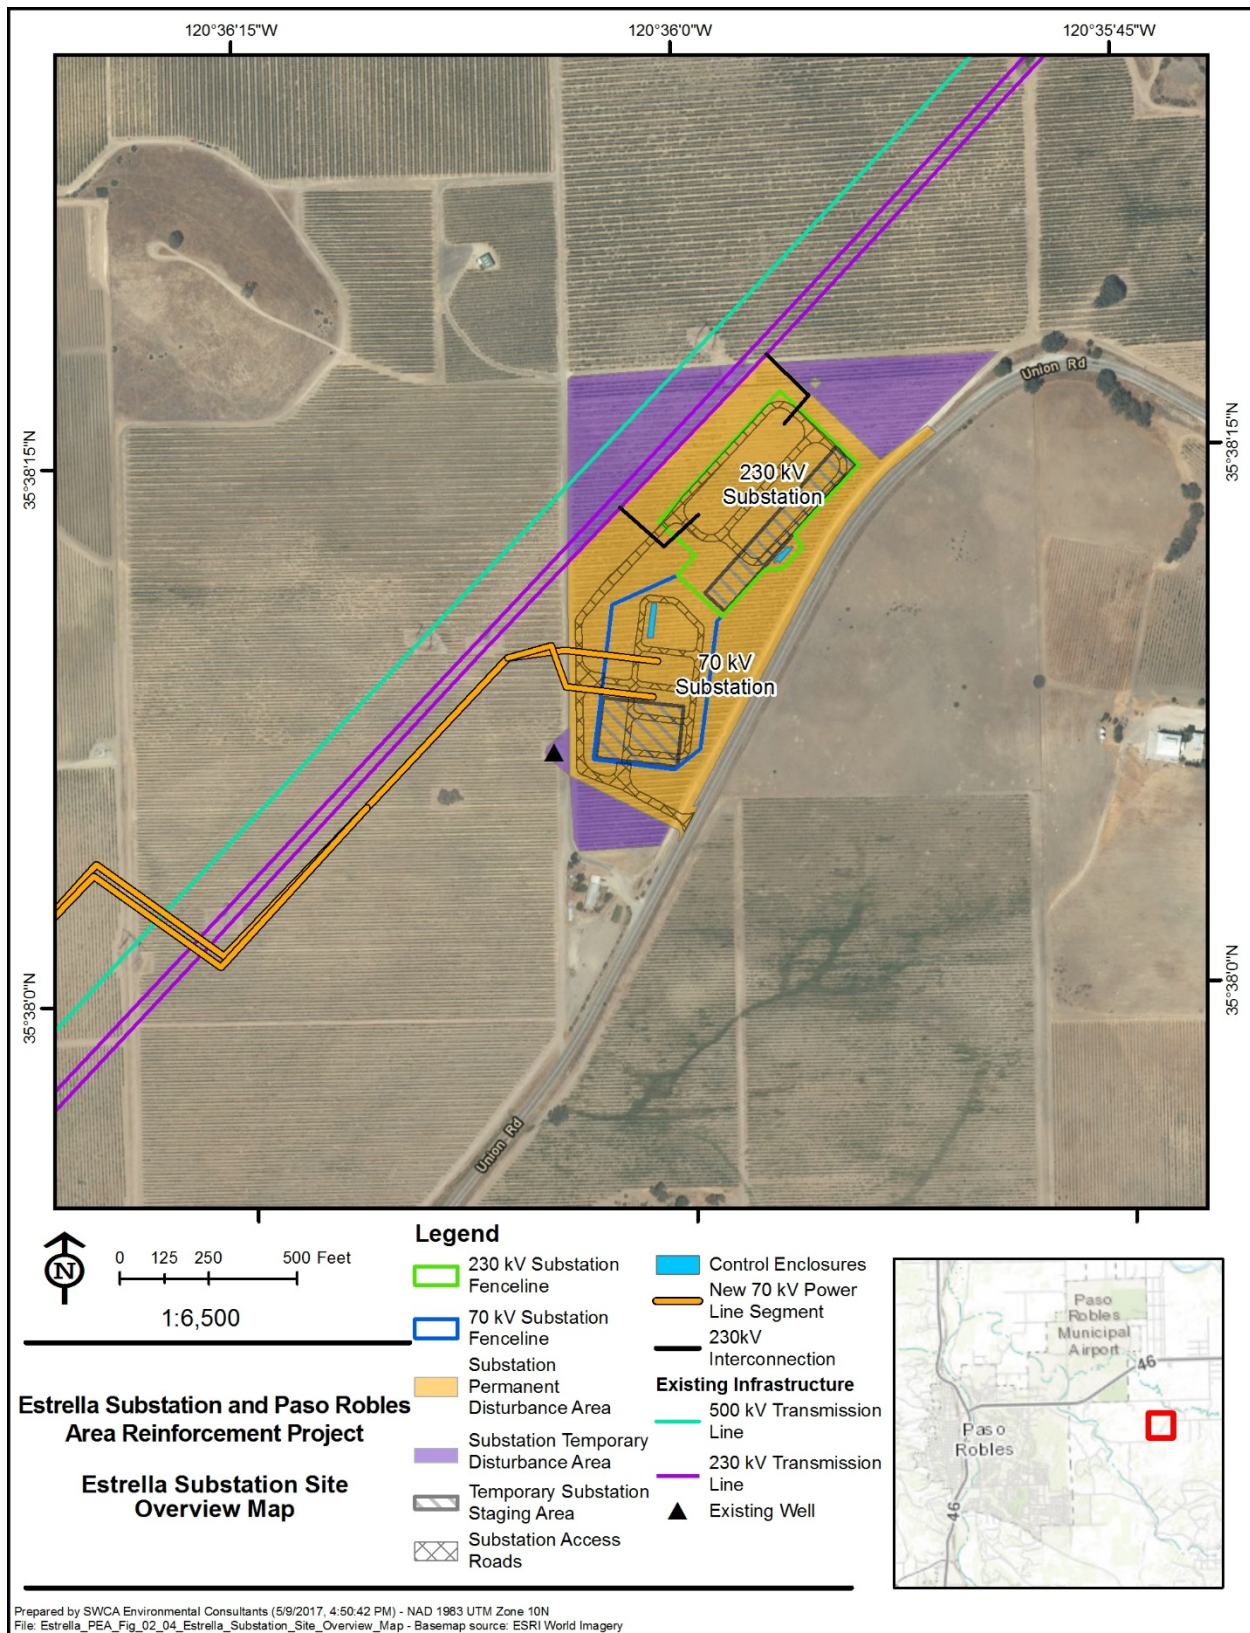 120°36'15"W
120°36'0"W
120°35'45"W
35°38'15"N
35°38'15"N
Union Rd
230 kV
Substation
70 kV
Substation
35°38'0"N
35°38'0"N
Union Rd
N
0 125 250 500 Feet
1:6,500
Estrella Substation and Paso Robles
Area Reinforcement Project
Estrella Substation Site
Overview Map
Legend
230 kV Substation
Fenceline
70 kV Substation
Fenceline
Substation
Permanent
Disturbance Area
Substation Temporary
Disturbance Area
Temporary Substation
Staging Area
Substation Access
Roads
Control Enclosures
New 70 kV Power
Line Segment
230kV
Interconnection
Existing Infrastructure
500 kV Transmission
Line
230 kV Transmission
Line
Existing Well
Paso
Robles
Municipal
Airport
46
Paso
Robles
46
Prepared by SWCA Environmental Consultants (5/9/2017, 4:50:42 PM) - NAD 1983 UTM Zone 10N
File: Estrella_PEA_Fig_02_04_Estrella_Substation_Site_Overview_Map - Basemap source: ESRI World Imagery